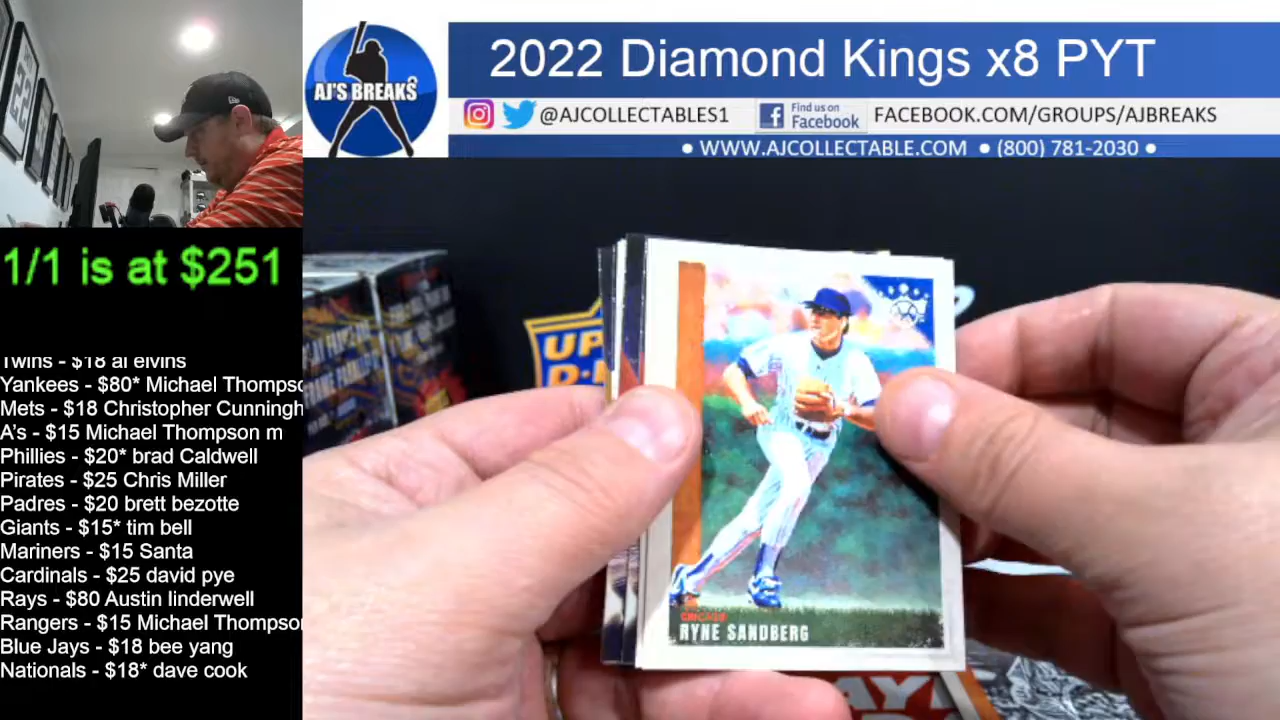 2022 Diamond Kings x8 PYT
AJ'S BREAKS
@AJCOLLECTABLES1
Find us on
Facebook
FACEBOOK.COM/GROUPS/AJBREAKS
• WWW.AJCOLLECTABLE.COM • (800) 781-2030 •
1/1 is at $251
Twins - $18 al elvins
Yankees - $80* Michael Thompso
Mets - $18 Christopher Cunningh
A's - $15 Michael Thompson m
Phillies - $20* brad Caldwell
Pirates - $25 Chris Miller
Padres - $20 brett bezotte
Giants - $15* tim bell
Mariners - $15 Santa
Cardinals - $25 david pye
Rays - $80 Austin linderwell
Rangers - $15 Michael Thompson
Blue Jays - $18 bee yang
Nationals - $18* dave cook
UP
CHICAGO
RYNE SANDBERG